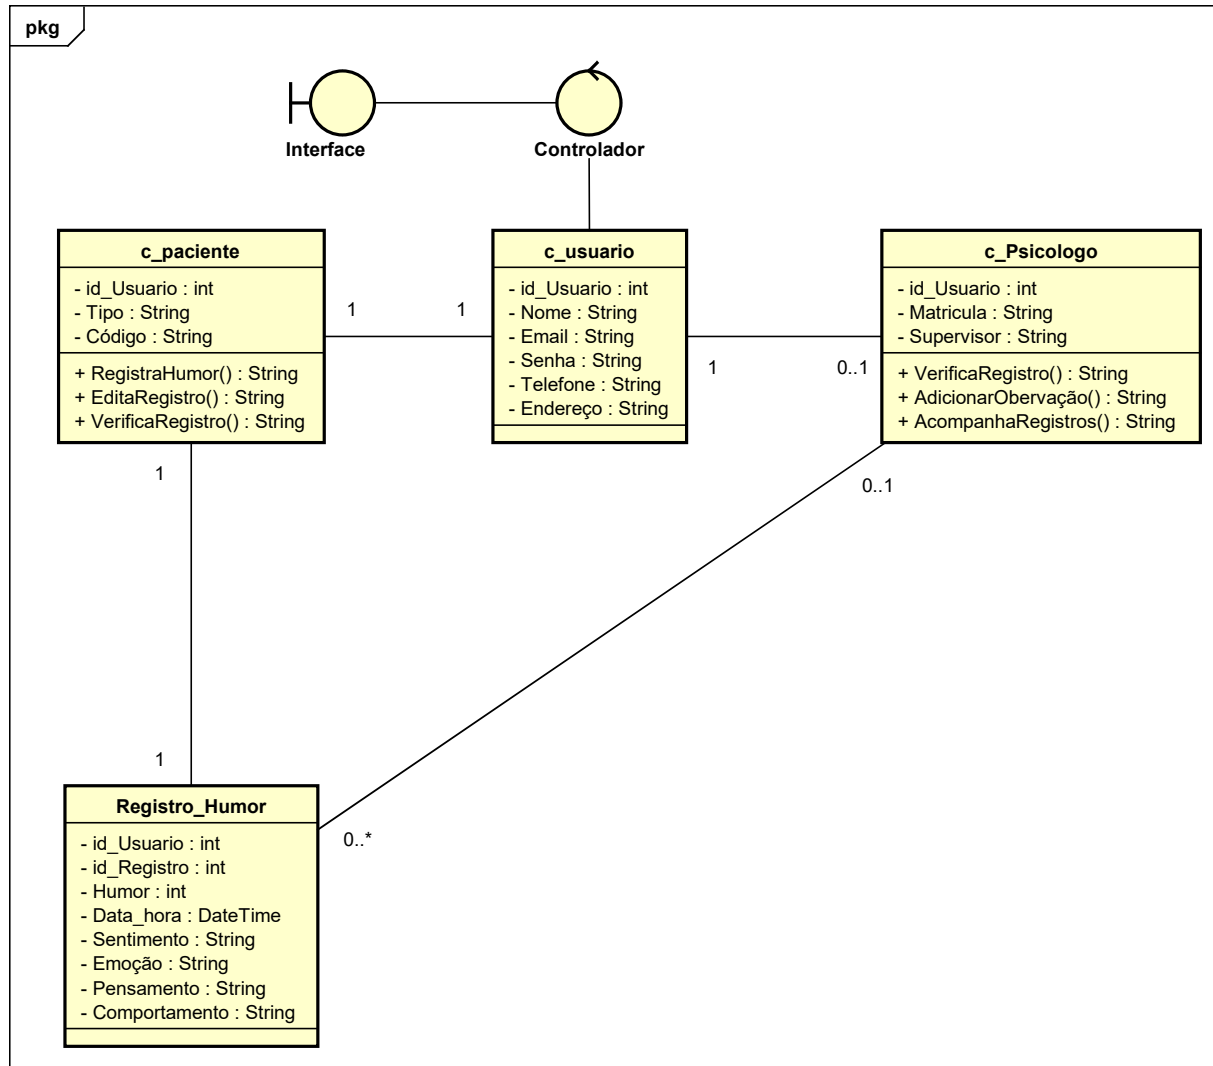 pkg
Interface
Controlador
c_paciente
- id_Usuario : int
- Tipo : String
- Código : String
+ RegistraHumor() : String
+ EditaRegistro() : String
+ VerificaRegistro() : String
1
1
c_usuario
- id_Usuario : int
- Nome : String
- Email : String
- Senha : String
- Telefone : String
- Endereço : String
1
0..1
c_Psicologo
- id_Usuario : int
- Matricula : String
- Supervisor : String
+ VerificaRegistro() : String
+ AdicionarObervação() : String
+ AcompanhaRegistros() : String
1
0..1
1
Registro_Humor
- id_Usuario : int
- id_Registro : int
- Humor : int
- Data_hora : DateTime
- Sentimento : String
- Emoção : String
- Pensamento : String
- Comportamento : String
0..*